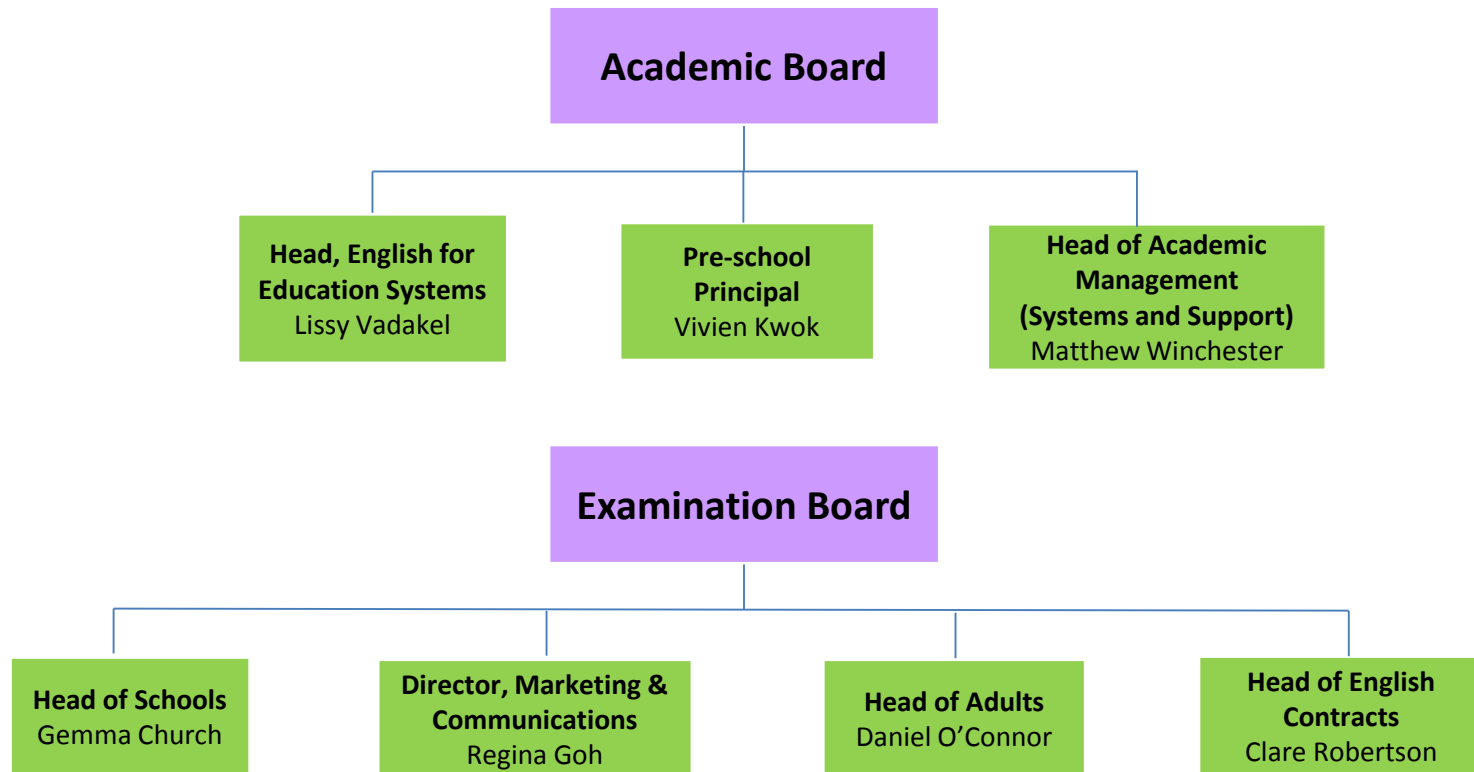 Academic Board
Head, English for
Education Systems
Lissy Vadakel
Pre-school
Principal
Vivien Kwok
Head of Academic
Management
(Systems and Support)
Matthew Winchester
Examination Board
Head of Schools
Gemma Church
Director, Marketing &
Communications
Regina Goh
Head of Adults
Daniel O’Connor
Head of English
Contracts
Clare Robertson